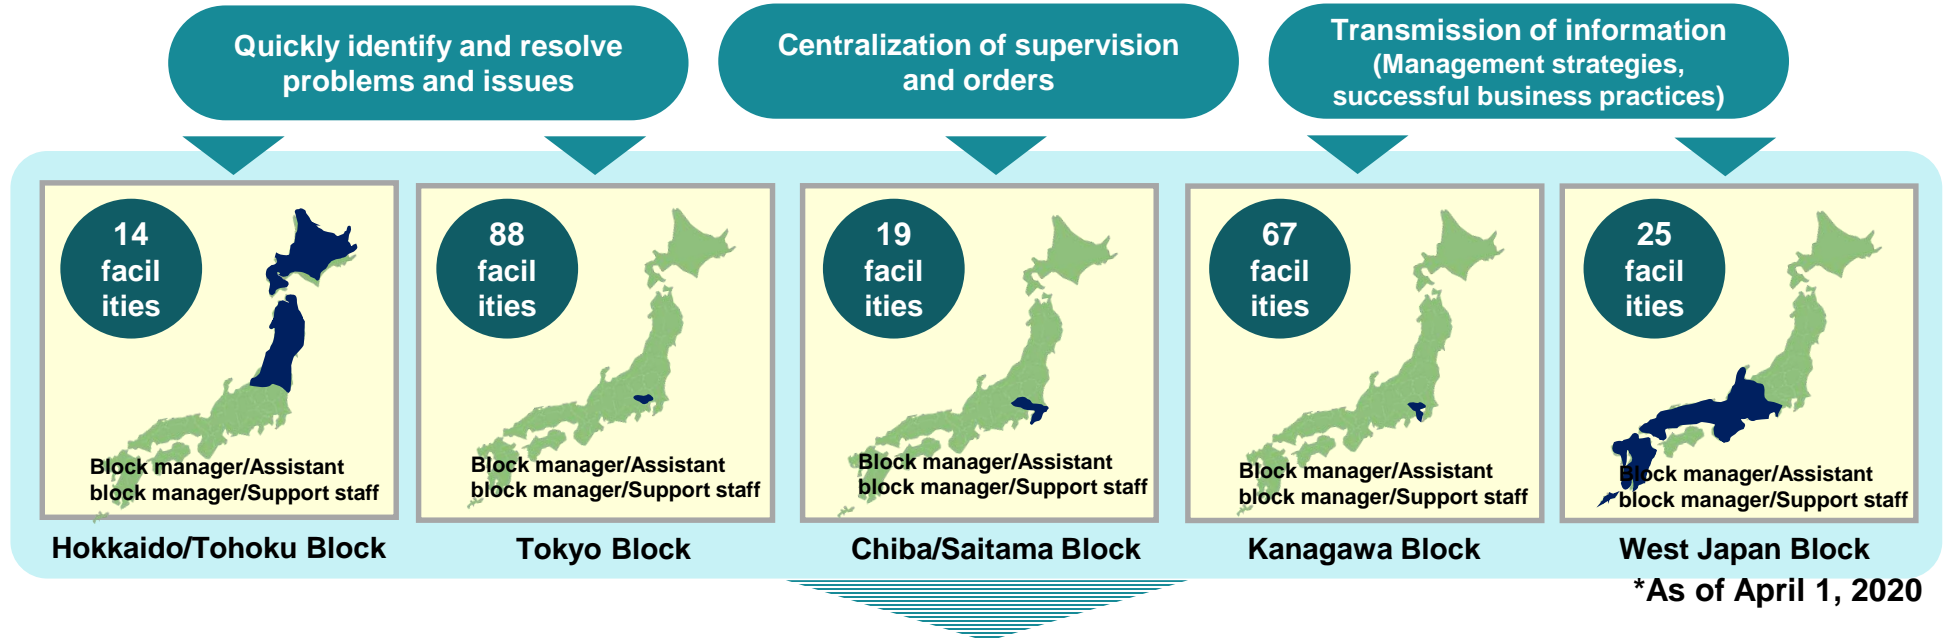 Quickly identify and resolve
problems and issues
Centralization of supervision
and orders
Transmission of information
(Management strategies,
successful business practices)
14
facil
ities
Block manager/Assistant
block manager/Support staff
Hokkaido/Tohoku Block
88
facil
ities
Block manager/Assistant
block manager/Support staff
Tokyo Block
19
facil
ities
Block manager/Assistant
block manager/Support staff
Chiba/Saitama Block
67
facil
ities
Block manager/Assistant
block manager/Support staff
Kanagawa Block
25
facil
ities
Block manager/Assistant
block manager/Support staff
West Japan Block
*As of April 1, 2020